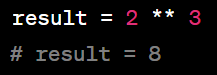 result = 2 ** 3
# result = 8